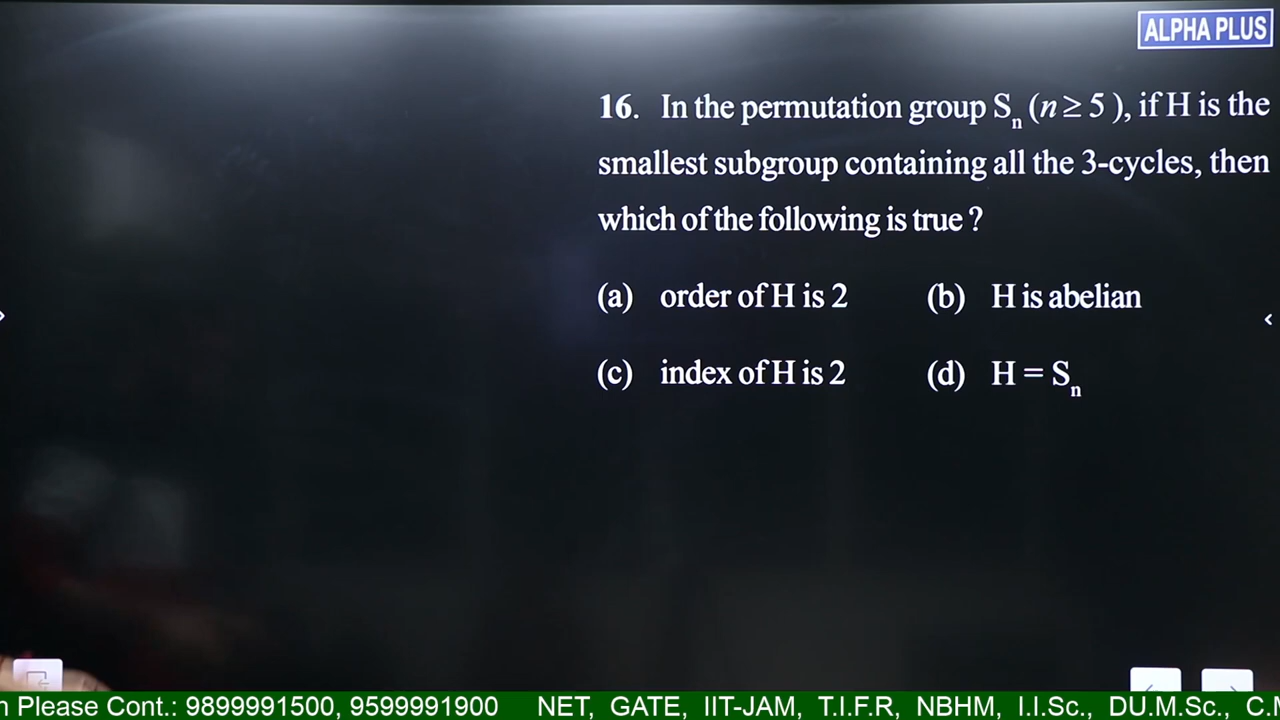 ALPHA PLUS
16. In the permutation group Sₙ (n ≥ 5 ), if H is the
smallest subgroup containing all the 3-cycles, then
which of the following is true ?
(a) order of H is 2 (b) H is abelian
(c) index of H is 2 (d) H = Sₙ
Please Cont.: 9899991500, 9599991900 NET, GATE, IIT-JAM, T.I.F.R, NBHM, I.I.Sc., DU.M.Sc.,